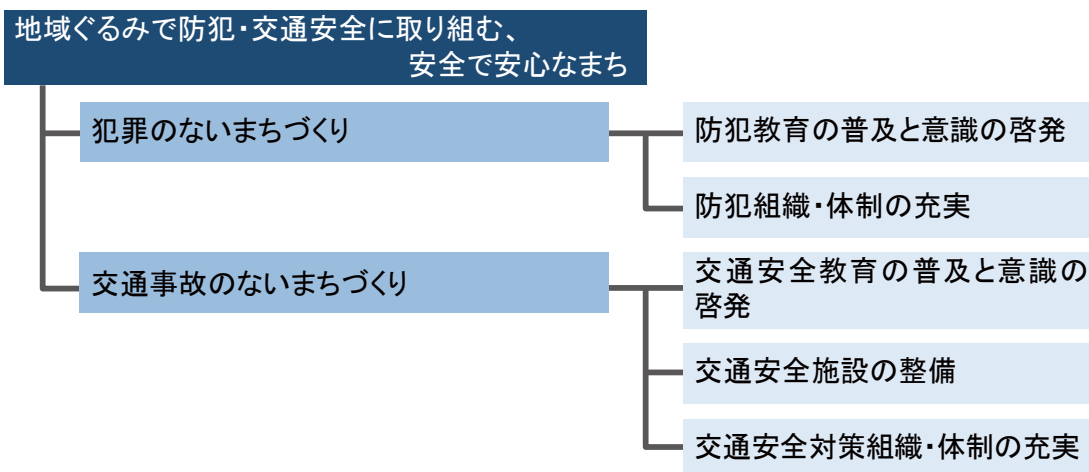 地域ぐるみで防犯・交通安全に取り組む、
安全で安心なまち
犯罪のないまちづくり
防犯教育の普及と意識の啓発
防犯組織・体制の充実
交通事故のないまちづくり
交通安全教育の普及と意識の
啓発
交通安全施設の整備
交通安全対策組織・体制の充実